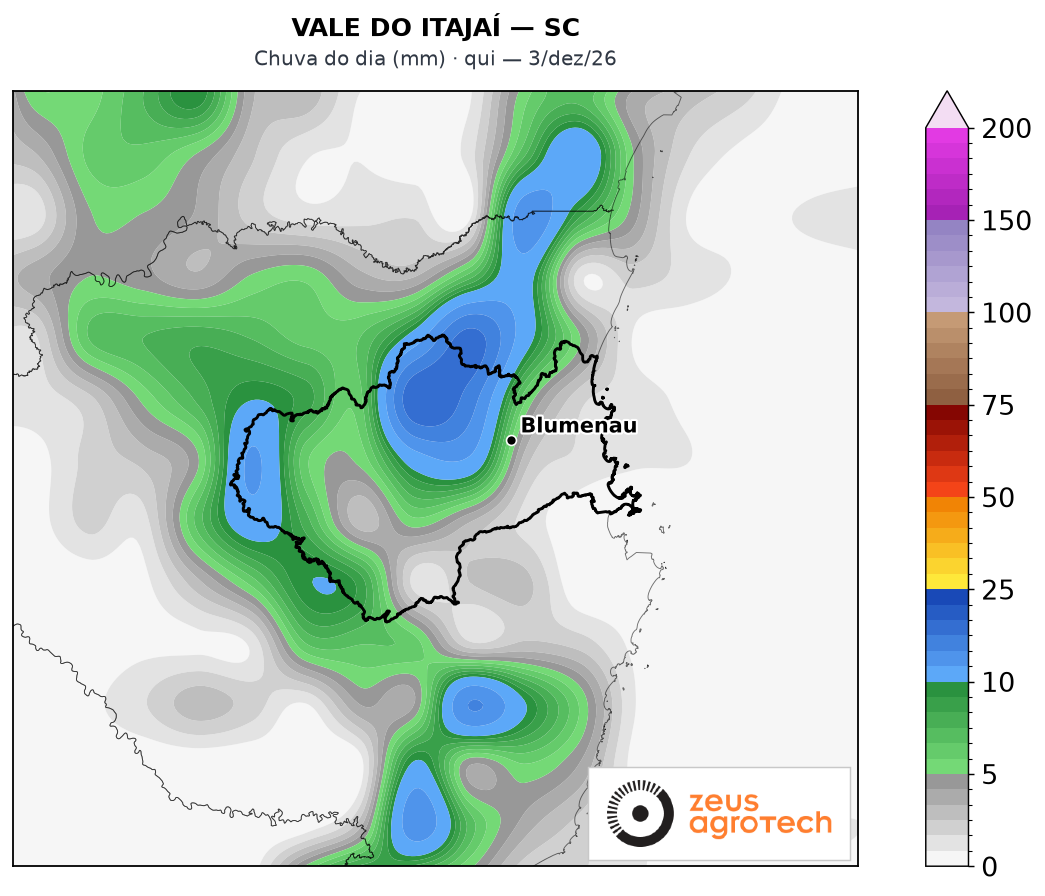 VALE DO ITAJAÍ — SC
Chuva do dia (mm) · qui — 3/dez/26
200
150
100
75
50
25
10
5
0
Blumenau
zeus
agrotech